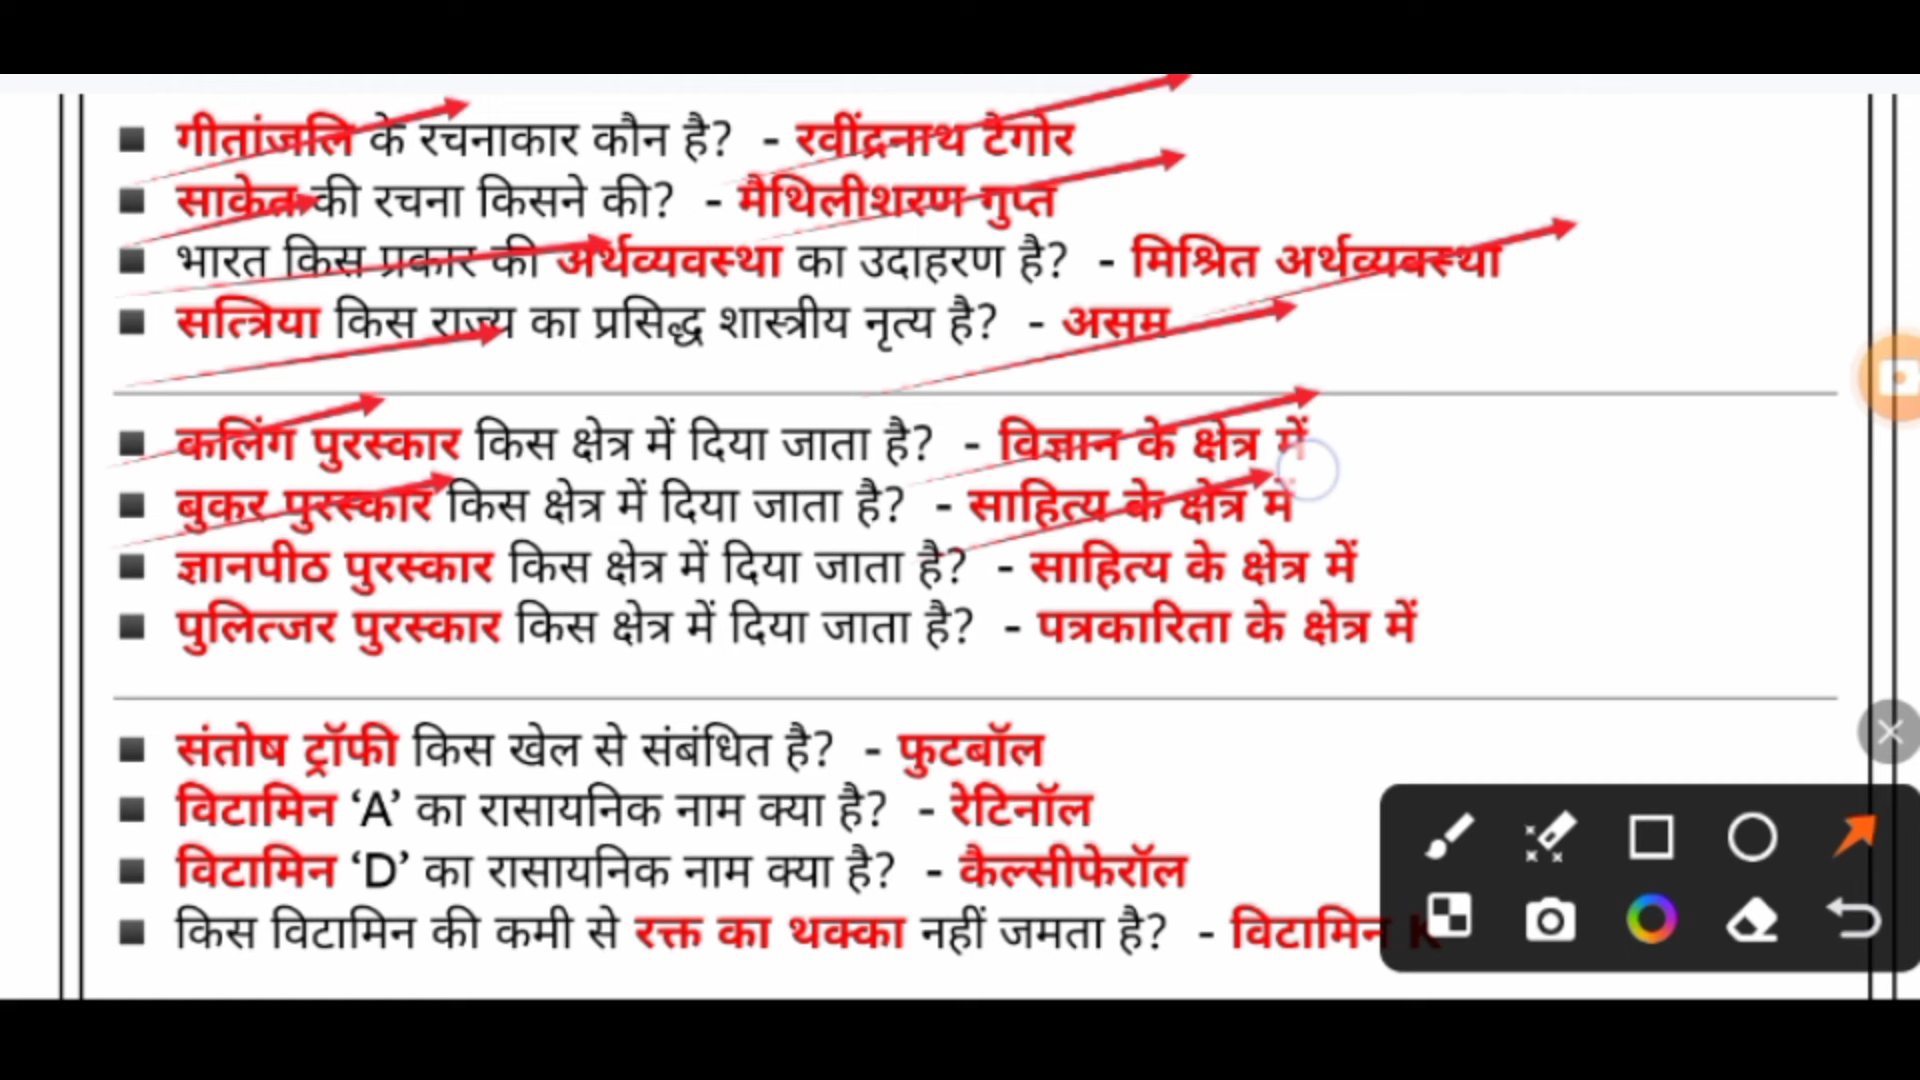 ■ गीतांजलि के रचनाकार कौन है? - रवींद्रनाथ टैगोर
■ साकेत की रचना किसने की? - मैथिलीशरण गुप्त
■ भारत किस प्रकार की अर्थव्यवस्था का उदाहरण है? - मिश्रित अर्थव्यवस्था
■ सत्त्रिया किस राज्य का प्रसिद्ध शास्त्रीय नृत्य है? - असम
■ कलिंग पुरस्कार किस क्षेत्र में दिया जाता है? - विज्ञान के क्षेत्र में
■ बुकर पुरस्कार किस क्षेत्र में दिया जाता है? - साहित्य के क्षेत्र में
■ ज्ञानपीठ पुरस्कार किस क्षेत्र में दिया जाता है? - साहित्य के क्षेत्र में
■ पुलित्जर पुरस्कार किस क्षेत्र में दिया जाता है? - पत्रकारिता के क्षेत्र में
■ संतोष ट्रॉफी किस खेल से संबंधित है? - फुटबॉल
■ विटामिन ‘A’ का रासायनिक नाम क्या है? - रेटिनॉल
■ विटामिन ‘D’ का रासायनिक नाम क्या है? - कैल्सीफेरॉल
■ किस विटामिन की कमी से रक्त का थक्का नहीं जमता है? - विटामिन K